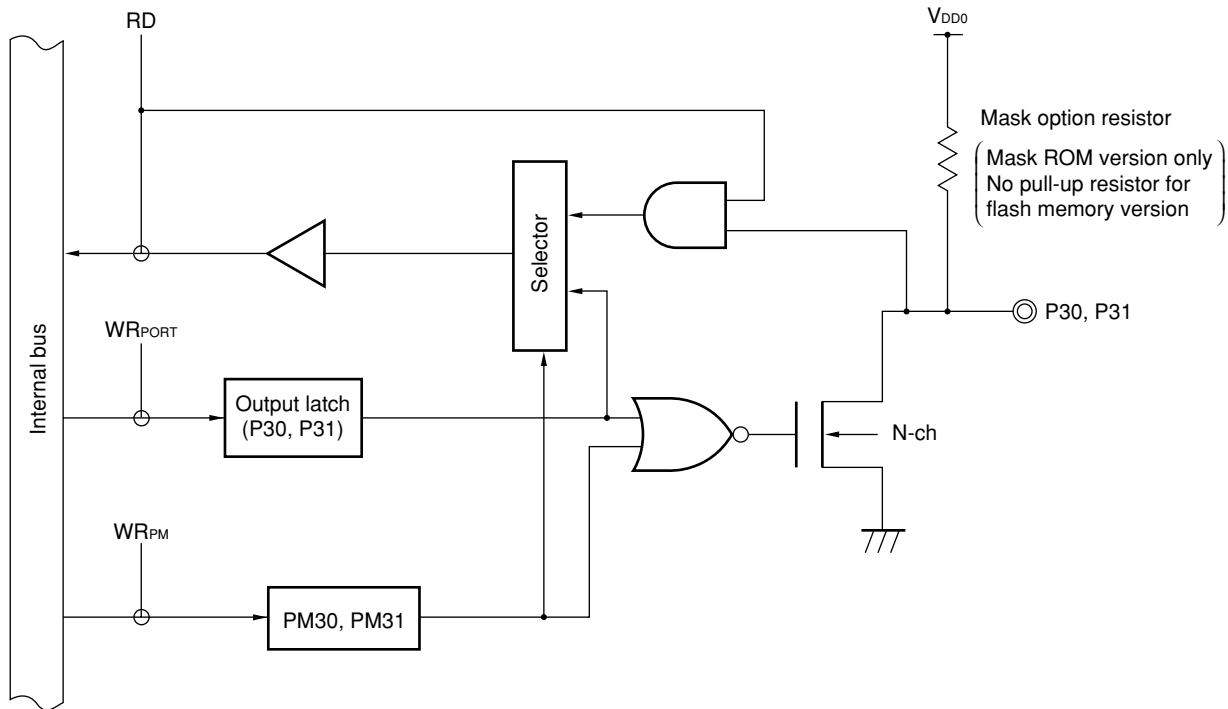 RD
VDD0
Mask option resistor
Mask ROM version only
No pull-up resistor for
flash memory version
Selector
P30, P31
Internal bus
WRPORT
Output latch
(P30, P31)
N-ch
WRPM
PM30, PM31